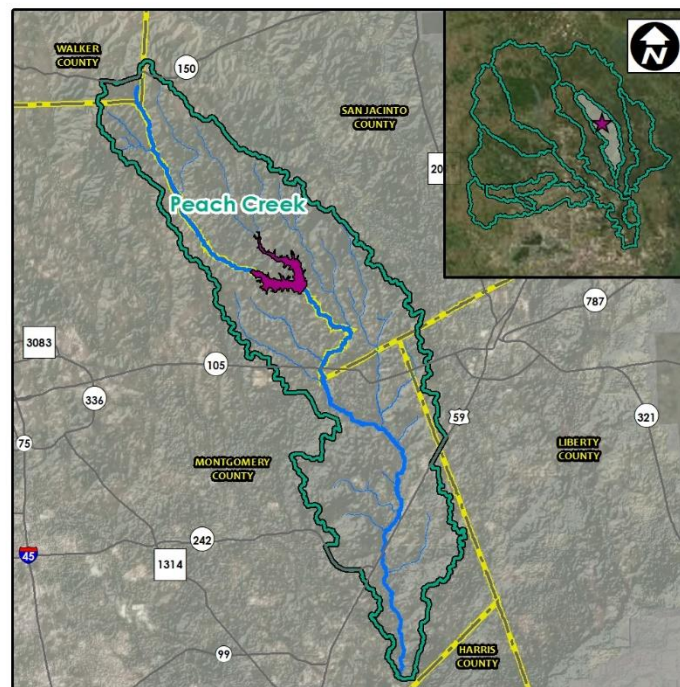 WALKER
COUNTY
150
SAN JACINTO
COUNTY
N
Peach Creek
787
3083
105
336
59
321
75
MONTGOMERY
COUNTY
LIBERTY
COUNTY
242
45
1314
99
HARRIS
COUNTY